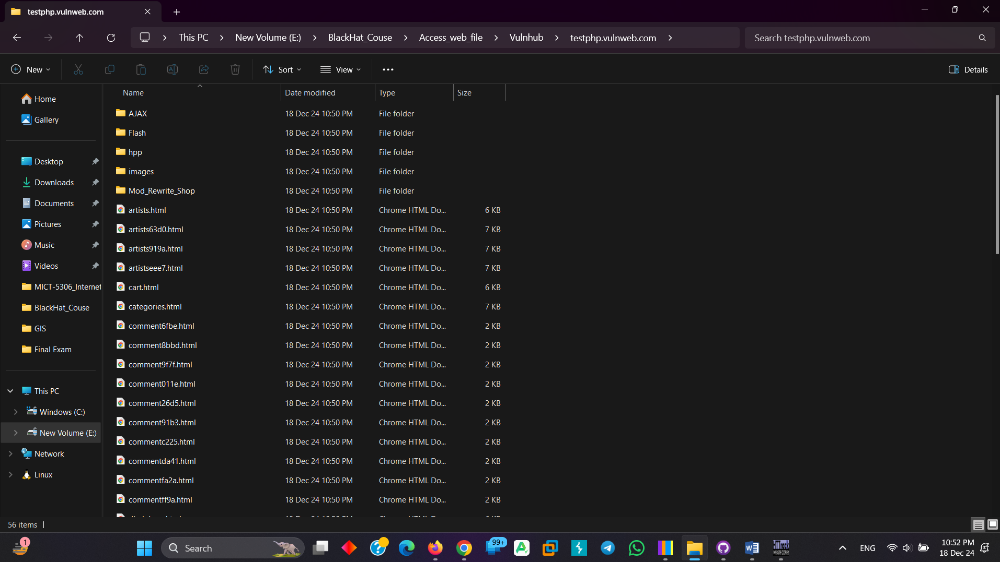 testphp.vulnweb.com
This PC New Volume (E:) BlackHat_Couse Access_web_file Vulnhub testphp.vulnweb.com
Search testphp.vulnweb.com
New Sort View Details
Name Date modified Type Size
Home
Gallery
Desktop
Downloads
Documents
Pictures
Music
Videos
MICT-5306_Internet
BlackHat_Couse
GIS
Final Exam
This PC
Windows (C:)
New Volume (E:)
Network
Linux
AJAX 18 Dec 24 10:50 PM File folder
Flash 18 Dec 24 10:50 PM File folder
hpp 18 Dec 24 10:50 PM File folder
images 18 Dec 24 10:50 PM File folder
Mod_Rewrite_Shop 18 Dec 24 10:50 PM File folder
artists.html 18 Dec 24 10:50 PM Chrome HTML Do... 6 KB
artists63d0.html 18 Dec 24 10:50 PM Chrome HTML Do... 7 KB
artists919a.html 18 Dec 24 10:50 PM Chrome HTML Do... 7 KB
artistseee7.html 18 Dec 24 10:50 PM Chrome HTML Do... 7 KB
cart.html 18 Dec 24 10:50 PM Chrome HTML Do... 6 KB
categories.html 18 Dec 24 10:50 PM Chrome HTML Do... 7 KB
comment6fbe.html 18 Dec 24 10:50 PM Chrome HTML Do... 2 KB
comment8bbd.html 18 Dec 24 10:50 PM Chrome HTML Do... 2 KB
comment9f7f.html 18 Dec 24 10:50 PM Chrome HTML Do... 2 KB
comment011e.html 18 Dec 24 10:50 PM Chrome HTML Do... 2 KB
comment26d5.html 18 Dec 24 10:50 PM Chrome HTML Do... 2 KB
comment91b3.html 18 Dec 24 10:50 PM Chrome HTML Do... 2 KB
commentc225.html 18 Dec 24 10:50 PM Chrome HTML Do... 2 KB
commentda41.html 18 Dec 24 10:50 PM Chrome HTML Do... 2 KB
commentfa2a.html 18 Dec 24 10:50 PM Chrome HTML Do... 2 KB
commentff9a.html 18 Dec 24 10:50 PM Chrome HTML Do... 2 KB
56 items
1
Search
99+
ENG
10:52 PM
18 Dec 24